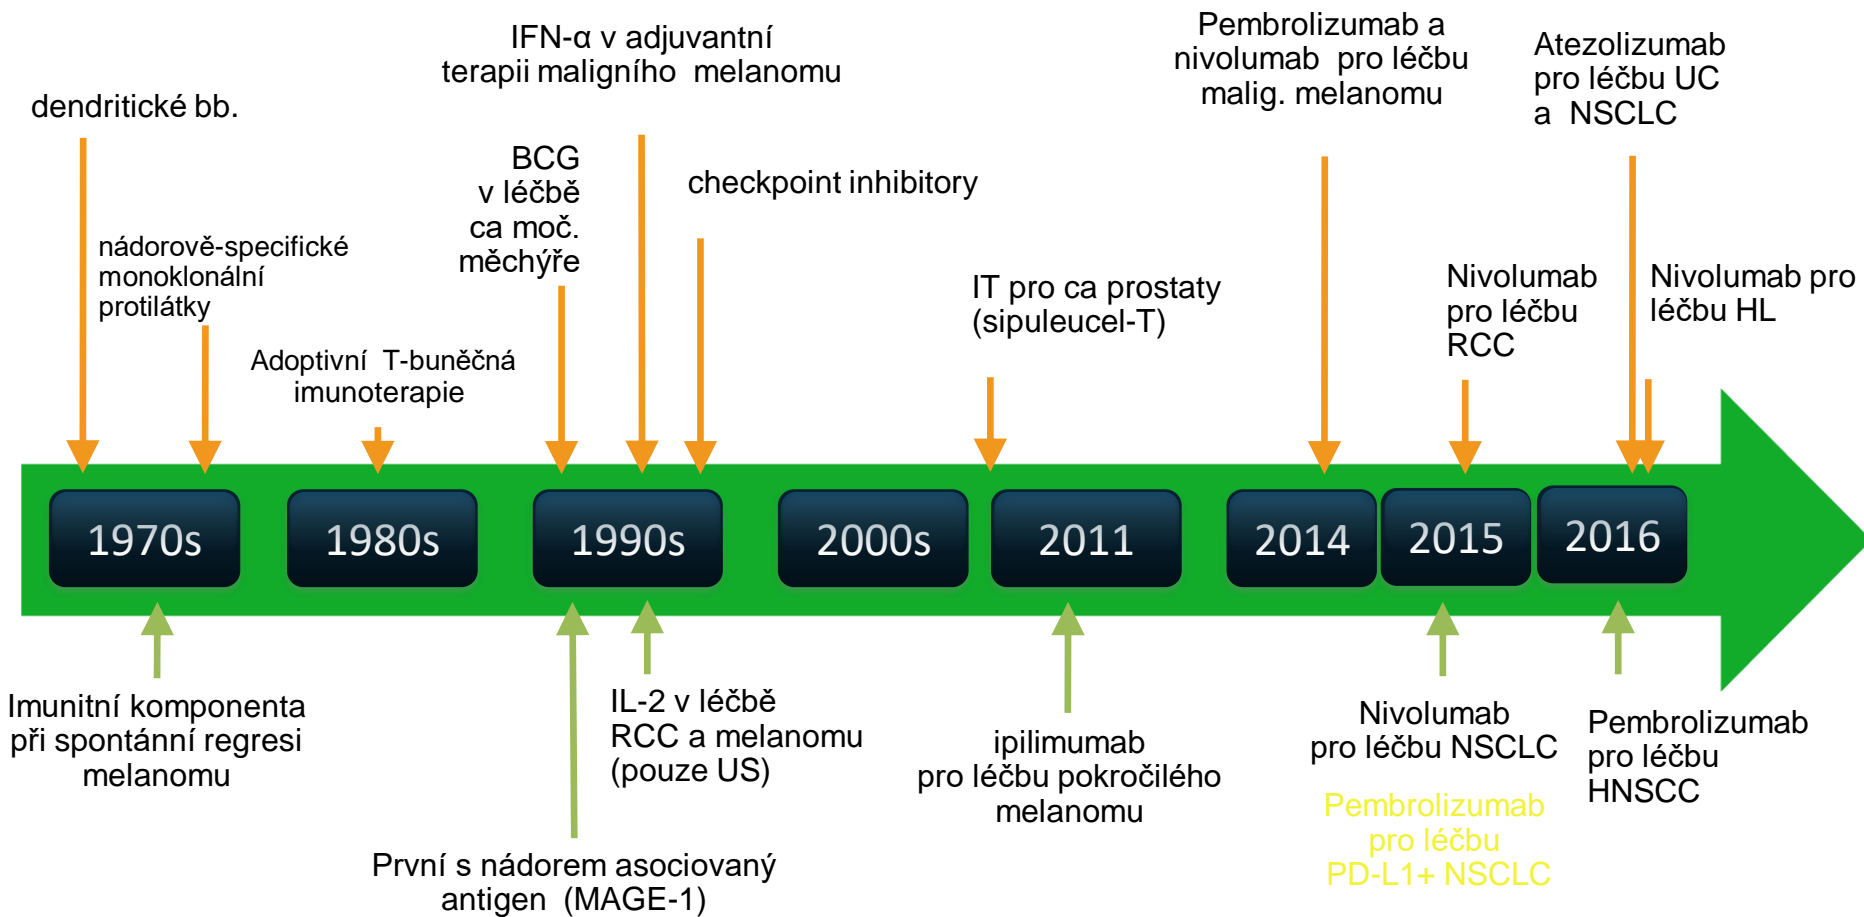 dendritické bb.
nádorově-specifické
monoklonální
protilátky
Adoptivní T-buněčná
imunoterapie
IFN-α v adjuvantní
terapii maligního melanomu
BCG
v léčbě
ca moč.
měchýře
checkpoint inhibitory
IT pro ca prostaty
(sipuleucel-T)
Pembrolizumab a
nivolumab pro léčbu
malig. melanomu
Nivolumab
pro léčbu
RCC
Atezolizumab
pro léčbu UC
a NSCLC
Nivolumab pro
léčbu HL
1970s
1980s
1990s
2000s
2011
2014
2015
2016
Imunitní komponenta
při spontánní regresi
melanomu
První s nádorem asociovaný
antigen (MAGE-1)
IL-2 v léčbě
RCC a melanomu
(pouze US)
ipilimumab
pro léčbu pokročilého
melanomu
Nivolumab
pro léčbu NSCLC
Pembrolizumab
pro léčbu
PD-L1+ NSCLC
Pembrolizumab
pro léčbu
HNSCC